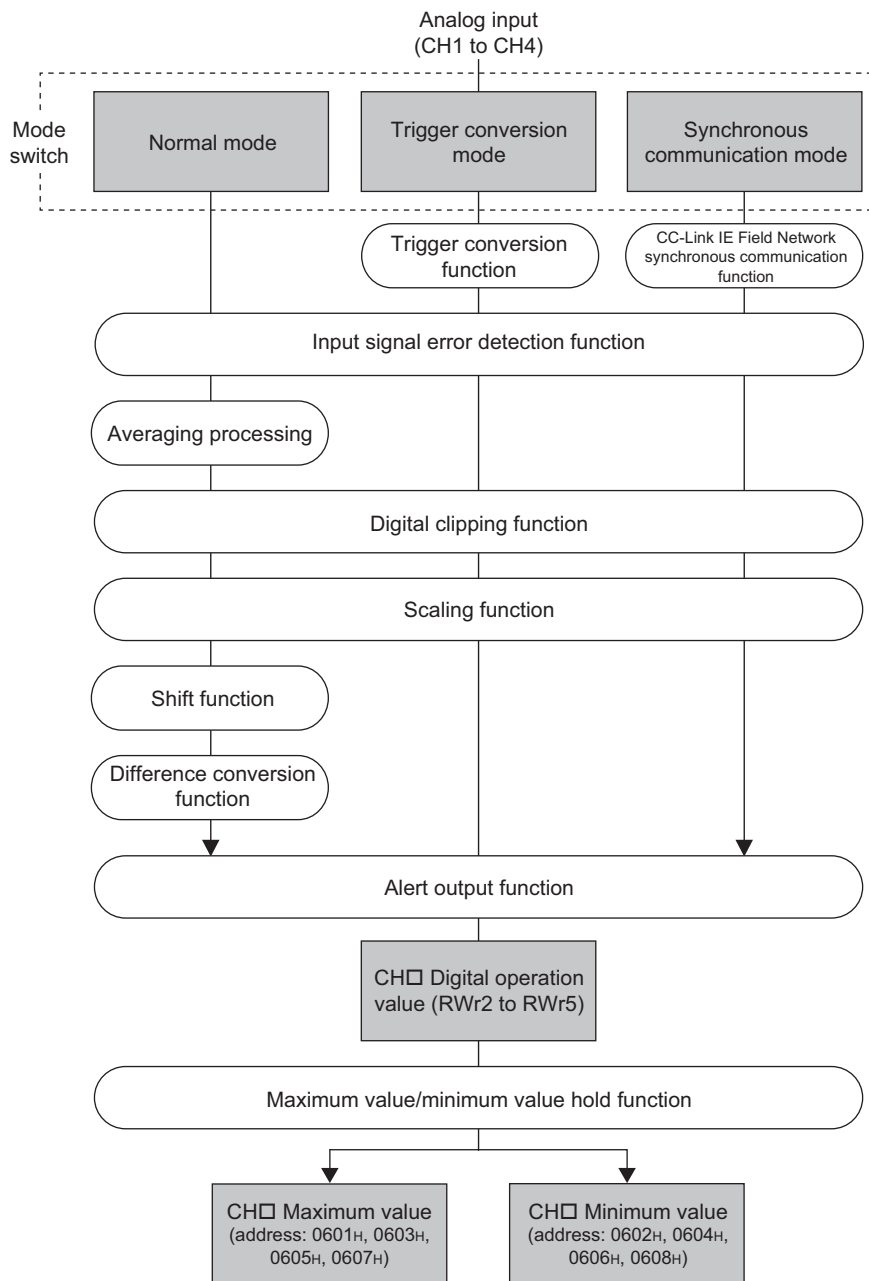 Analog input
(CH1 to CH4)
Mode
switch
Normal mode
Trigger conversion
mode
Synchronous
communication mode
Trigger conversion
function
CC-Link IE Field Network
synchronous communication
function
Input signal error detection function
Averaging processing
Digital clipping function
Scaling function
Shift function
Difference conversion
function
Alert output function
CH□ Digital operation
value (RWr2 to RWr5)
Maximum value/minimum value hold function
CH□ Maximum value
(address: 0601H, 0603H,
0605H, 0607H)
CH□ Minimum value
(address: 0602H, 0604H,
0606H, 0608H)